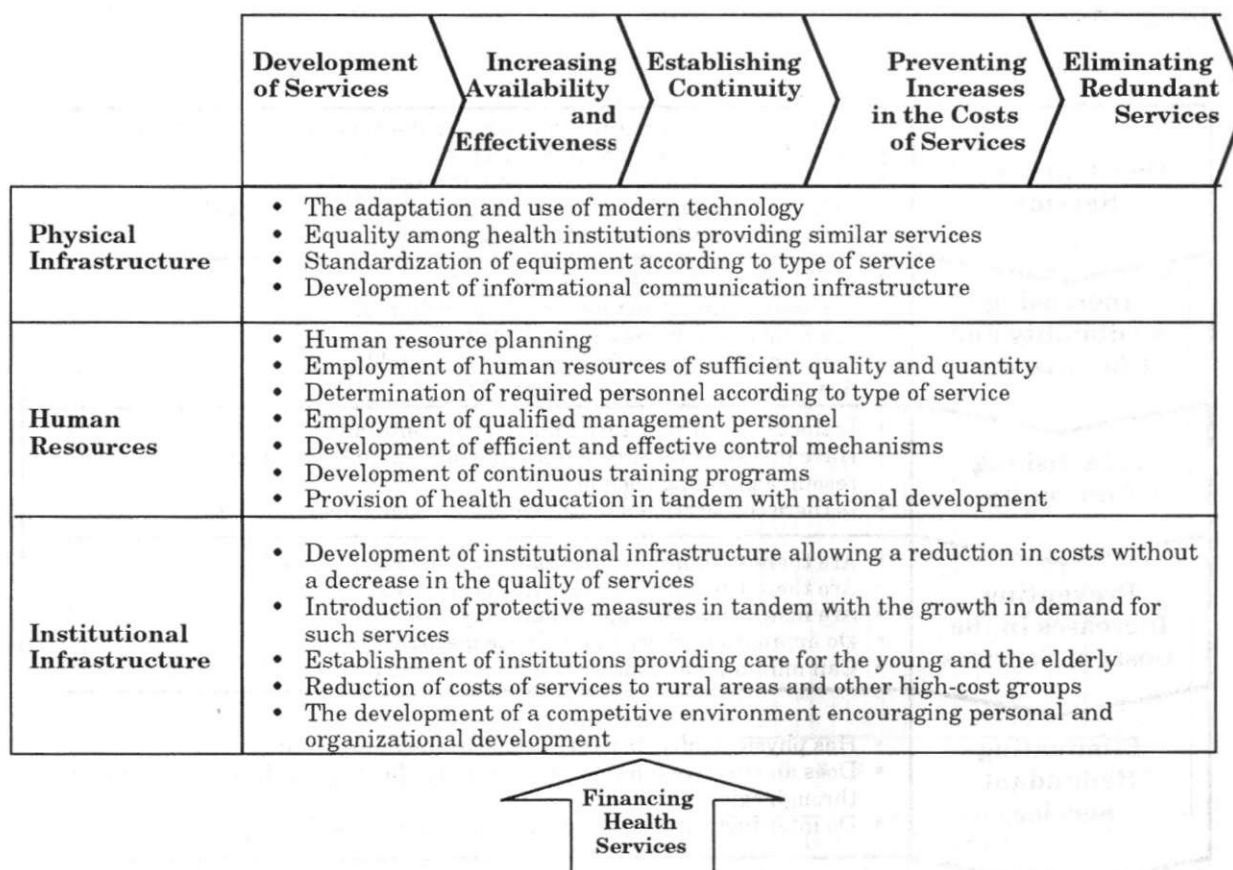 Development
of Services
Increasing
Availability
and
Effectiveness
Establishing
Continuity
Preventing
Increases
in the Costs
of Services
Eliminating
Redundant
Services
Physical
Infrastructure
• The adaptation and use of modern technology
• Equality among health institutions providing similar services
• Standardization of equipment according to type of service
• Development of informational communication infrastructure
Human
Resources
• Human resource planning
• Employment of human resources of sufficient quality and quantity
• Determination of required personnel according to type of service
• Employment of qualified management personnel
• Development of efficient and effective control mechanisms
• Development of continuous training programs
• Provision of health education in tandem with national development
Institutional
Infrastructure
• Development of institutional infrastructure allowing a reduction in costs without
a decrease in the quality of services
• Introduction of protective measures in tandem with the growth in demand for
such services
• Establishment of institutions providing care for the young and the elderly
• Reduction of costs of services to rural areas and other high-cost groups
• The development of a competitive environment encouraging personal and
organizational development
Financing
Health
Services